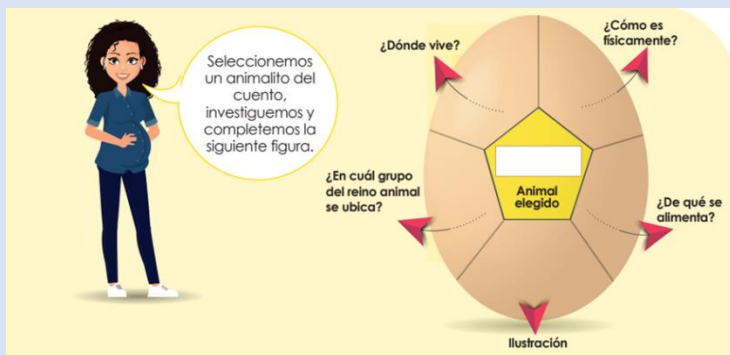 Seleccionemos
un animalito del
cuento,
investiguemos y
completemos la
siguiente figura.
¿Dónde vive?
¿Cómo es
físicamente?
¿En cuál grupo
del reino animal
se ubica?
Animal
elegido
¿De qué se
alimenta?
Ilustración